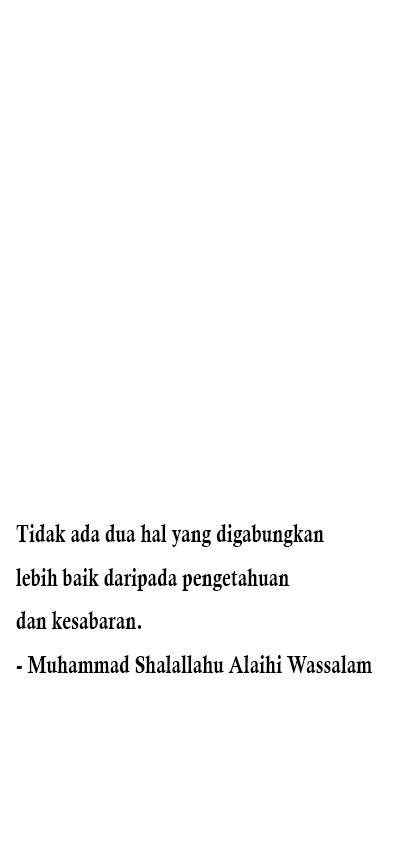 Tidak ada dua hal yang digabungkan
lebih baik daripada pengetahuan
dan kesabaran.
- Muhammad Shalallahu Alaihi Wassalam